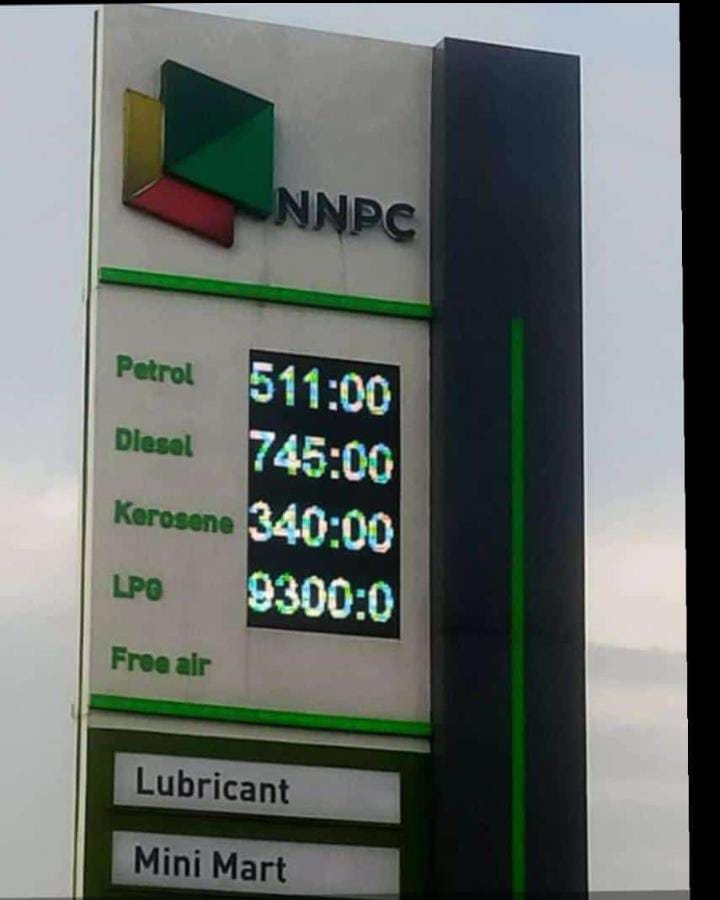 NNPC
Petrol 511:00
Diesel 745:00
Kerosene 340:00
LPG 9300:0
Free air
Lubricant
Mini Mart